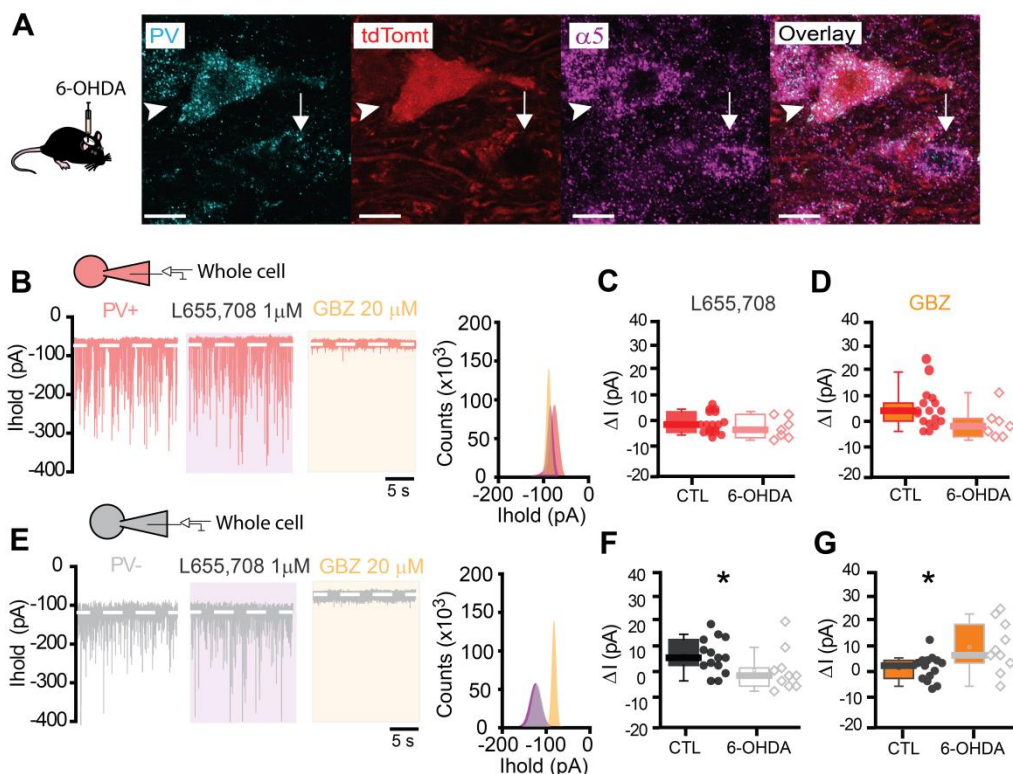 A
6-OHDA
PV
tdTomt
α5
Overlay
B
Whole cell
PV+
L655,708 1μM
GBZ 20 μM
Ihold (pA)
0
-100
-200
-300
-400
5 s
Counts (x10³)
200
150
100
50
0
-200
-100
0
Ihold (pA)
C
L655,708
ΔI (pA)
40
30
20
10
0
-10
-20
CTL
6-OHDA
D
GBZ
ΔI (pA)
40
30
20
10
0
-10
-20
CTL
6-OHDA
E
Whole cell
PV-
L655,708 1μM
GBZ 20 μM
Ihold (pA)
0
-100
-200
-300
-400
5 s
Counts (x10³)
200
150
100
50
0
-200
-100
0
Ihold (pA)
F
*
ΔI (pA)
40
30
20
10
0
-10
-20
CTL
6-OHDA
G
*
ΔI (pA)
40
30
20
10
0
-10
-20
CTL
6-OHDA